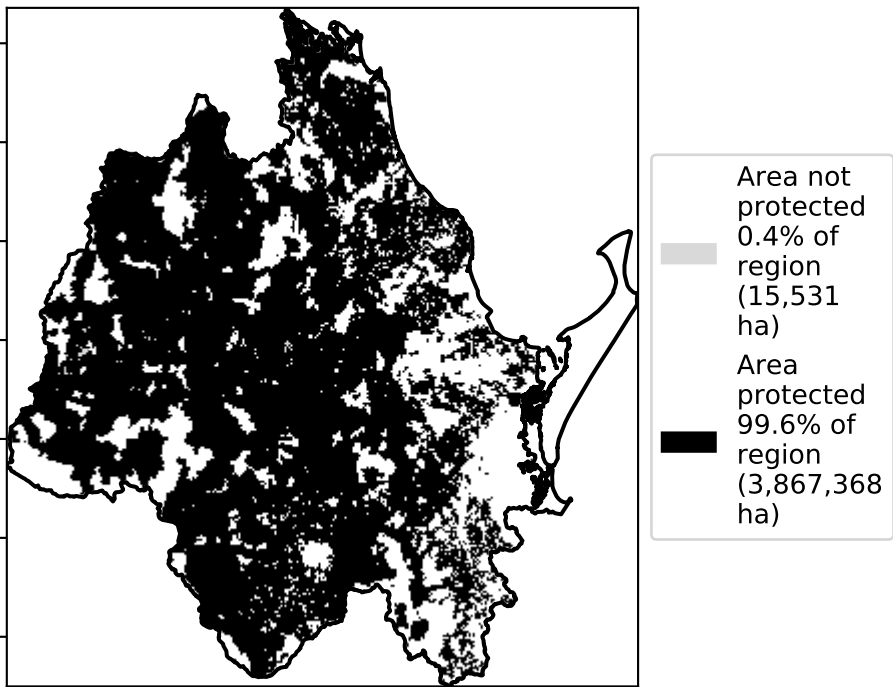 Area not
protected
0.4% of
region
(15,531
ha)
Area
protected
99.6% of
region
(3,867,368
ha)